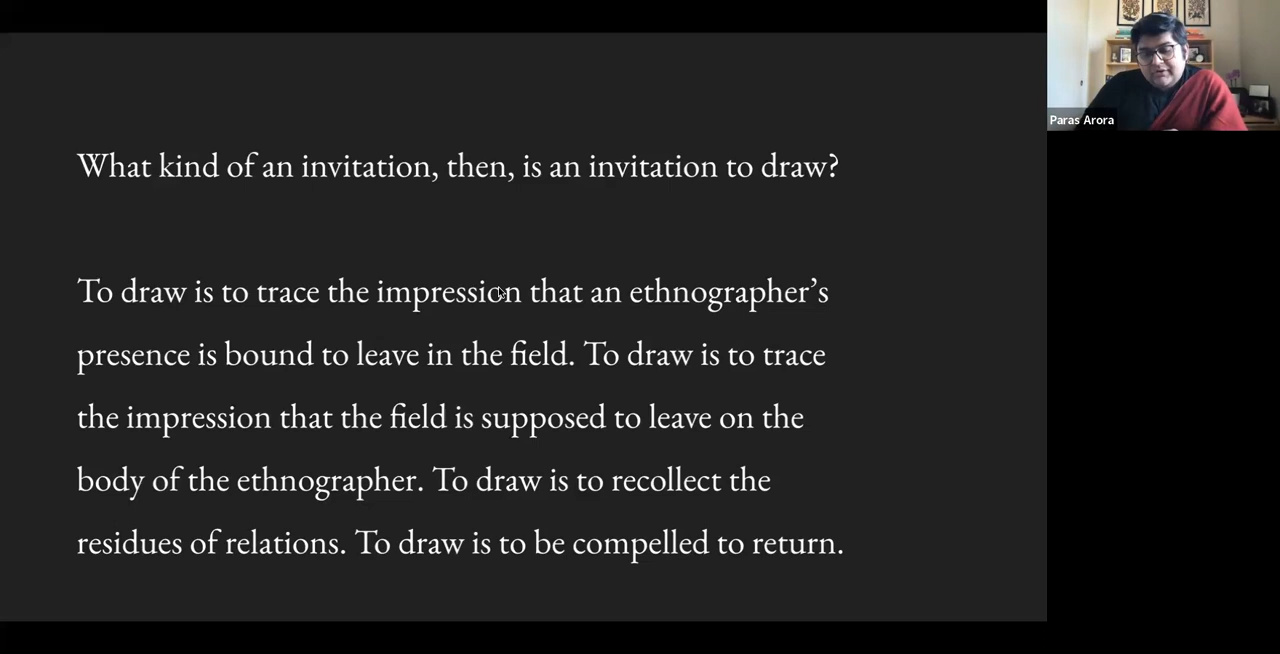 What kind of an invitation, then, is an invitation to draw?
To draw is to trace the impression that an ethnographer’s
presence is bound to leave in the field. To draw is to trace
the impression that the field is supposed to leave on the
body of the ethnographer. To draw is to recollect the
residues of relations. To draw is to be compelled to return.
Paras Arora